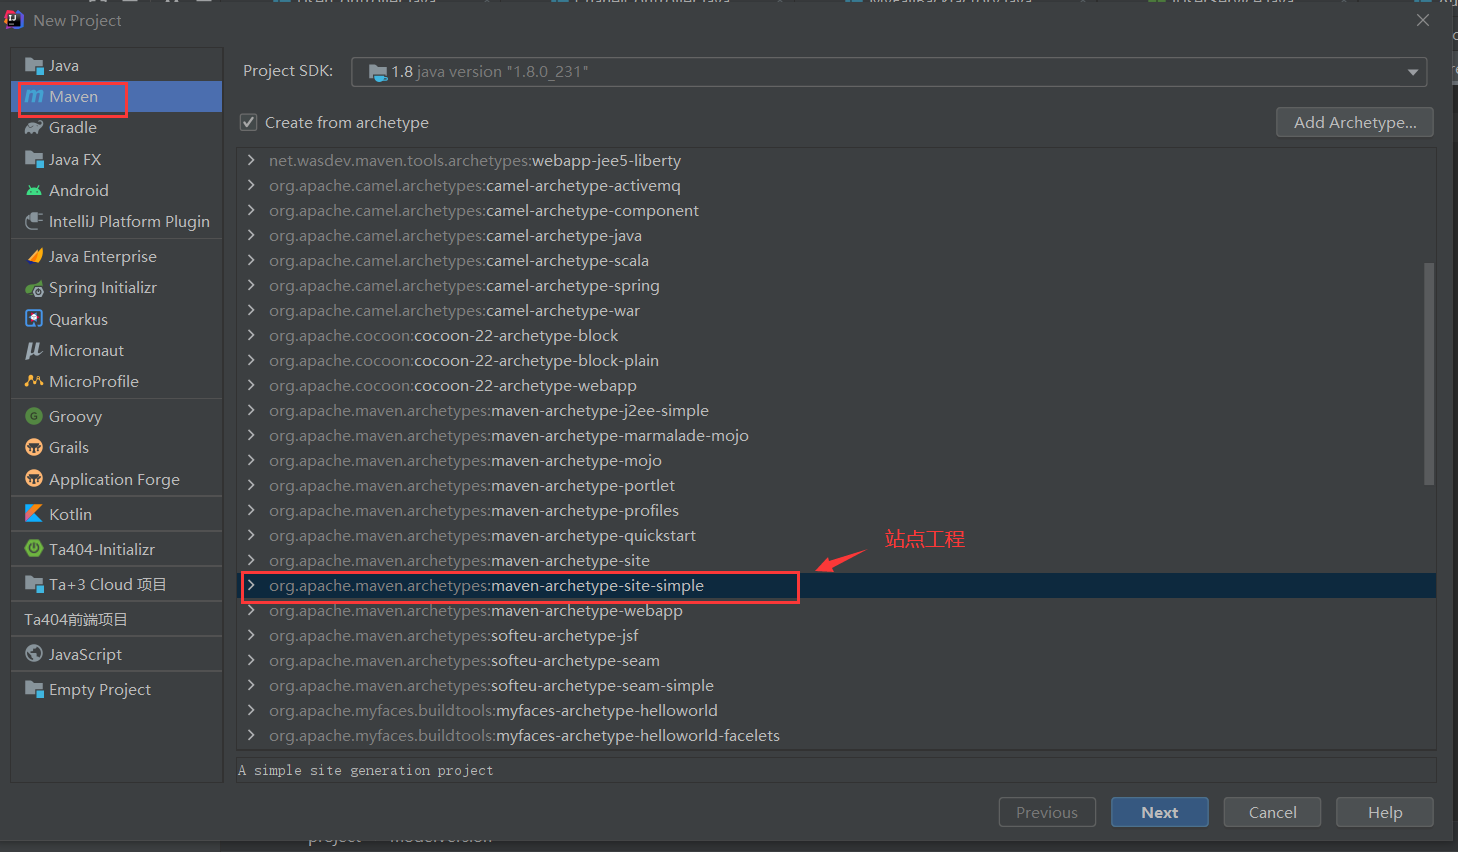 New Project
Java
Maven
Gradle
Java FX
Android
IntelliJ Platform Plugin
Java Enterprise
Spring Initializr
Quarkus
Micronaut
MicroProfile
Groovy
Grails
Application Forge
Kotlin
Ta404-Initializr
Ta+3 Cloud 项目
Ta404前端项目
JavaScript
Empty Project
Project SDK: 1.8 java version "1.8.0_231"
Create from archetype
Add Archetype...
net.wasdev.maven.tools.archetypes:webapp-jee5-liberty
org.apache.camel.archetypes:camel-archetype-activemq
org.apache.camel.archetypes:camel-archetype-component
org.apache.camel.archetypes:camel-archetype-java
org.apache.camel.archetypes:camel-archetype-scala
org.apache.camel.archetypes:camel-archetype-spring
org.apache.camel.archetypes:camel-archetype-war
org.apache.cocoon:cocoon-22-archetype-block
org.apache.cocoon:cocoon-22-archetype-block-plain
org.apache.cocoon:cocoon-22-archetype-webapp
org.apache.maven.archetypes:maven-archetype-j2ee-simple
org.apache.maven.archetypes:maven-archetype-marmalade-mojo
org.apache.maven.archetypes:maven-archetype-mojo
org.apache.maven.archetypes:maven-archetype-portlet
org.apache.maven.archetypes:maven-archetype-profiles
org.apache.maven.archetypes:maven-archetype-quickstart
站点工程
org.apache.maven.archetypes:maven-archetype-site
org.apache.maven.archetypes:maven-archetype-site-simple
org.apache.maven.archetypes:maven-archetype-webapp
org.apache.maven.archetypes:softeu-archetype-jsf
org.apache.maven.archetypes:softeu-archetype-seam
org.apache.maven.archetypes:softeu-archetype-seam-simple
org.apache.myfaces.buildtools:myfaces-archetype-helloworld
org.apache.myfaces.buildtools:myfaces-archetype-helloworld-facelets
A simple site generation project
Previous
Next
Cancel
Help